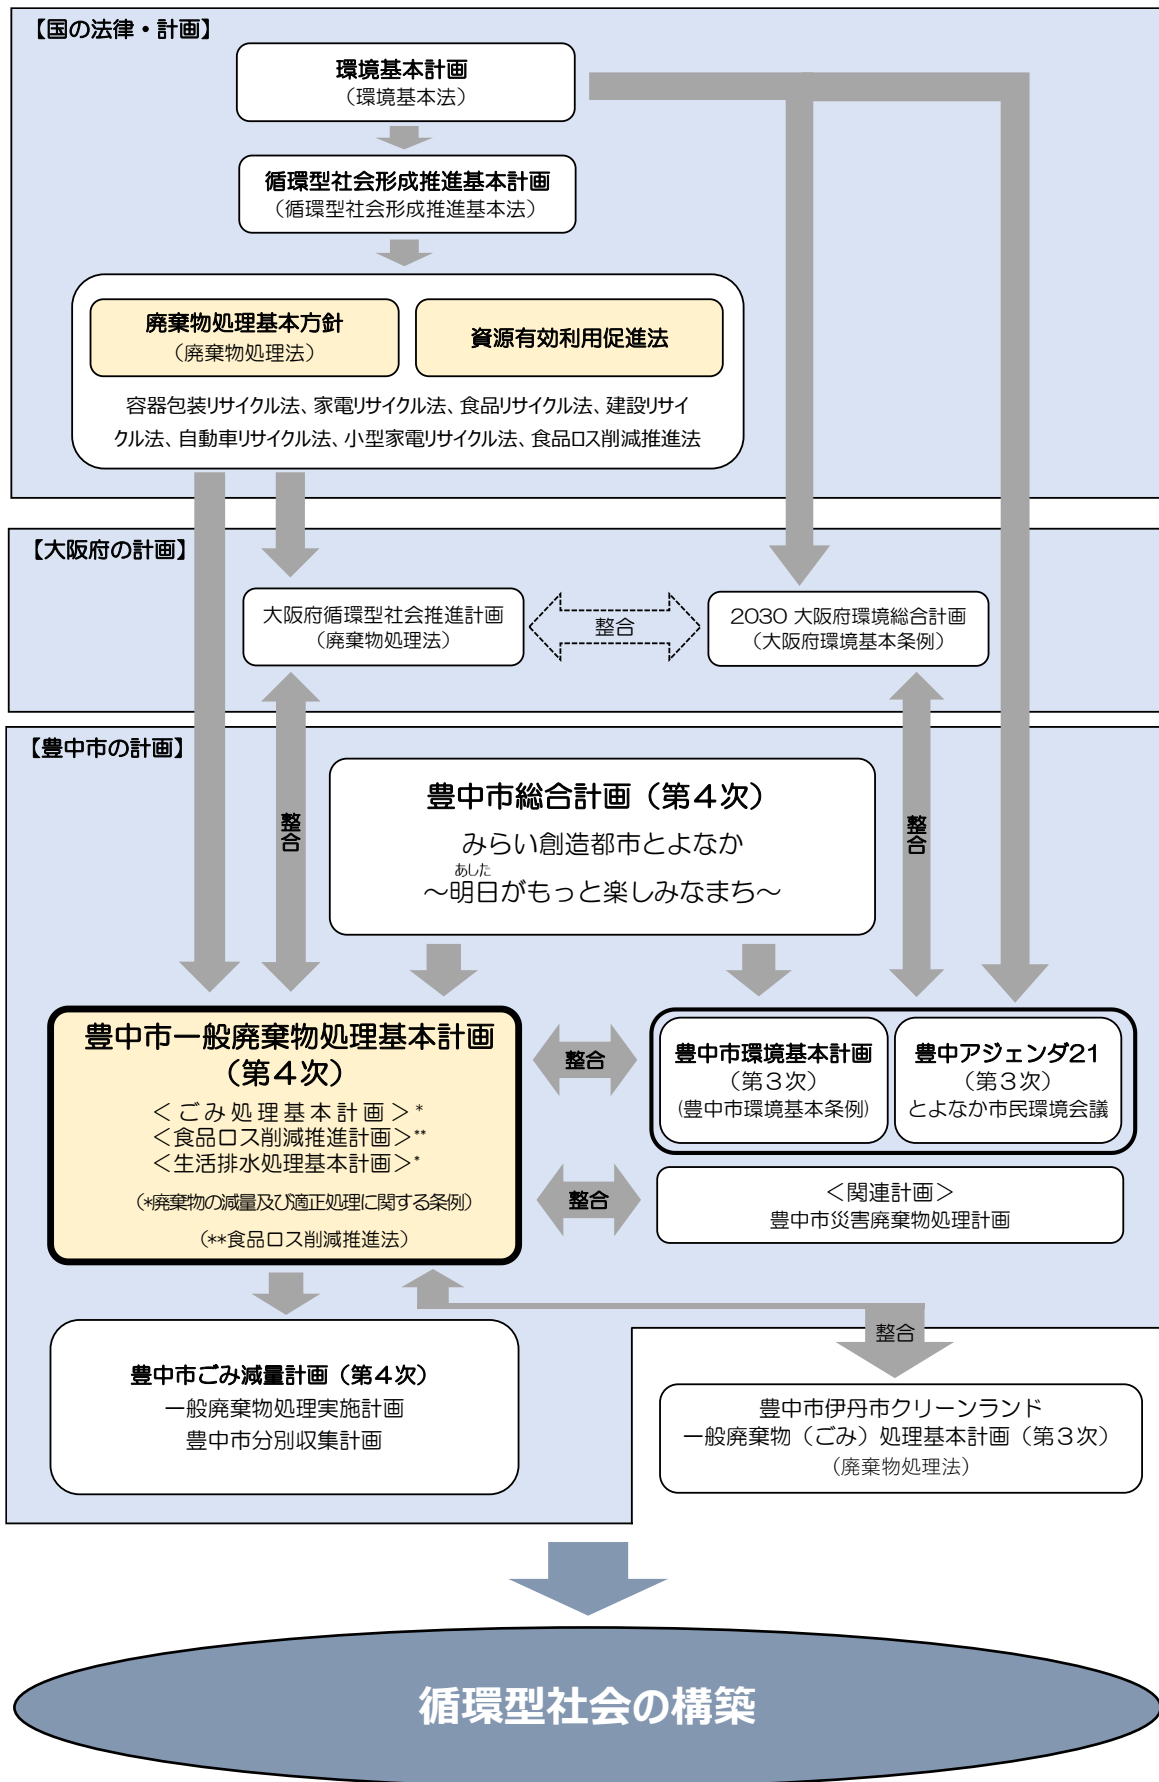 【国の法律・計画】
環境基本計画
（環境基本法）
循環型社会形成推進基本計画
（循環型社会形成推進基本法）
廃棄物処理基本方針
（廃棄物処理法）
資源有効利用促進法
容器包装リサイクル法、家電リサイクル法、食品リサイクル法、建設リサイ
クル法、自動車リサイクル法、小型家電リサイクル法、食品ロス削減推進法
【大阪府の計画】
大阪府循環型社会推進計画
（廃棄物処理法）
整合
2030 大阪府環境総合計画
（大阪府環境基本条例）
【豊中市の計画】
整合
豊中市総合計画（第４次）
みらい創造都市とよなか
あした
～明日がもっと楽しみなまち～
整合
豊中市一般廃棄物処理基本計画
（第４次）
＜ごみ処理基本計画＞*
＜食品ロス削減推進計画＞**
＜生活排水処理基本計画＞*
（*廃棄物の減量及び適正処理に関する条例）
（**食品ロス削減推進法）
整合
豊中市環境基本計画
（第３次）
(豊中市環境基本条例)
豊中アジェンダ21
（第３次）
とよなか市民環境会議
整合
＜関連計画＞
豊中市災害廃棄物処理計画
整合
豊中市ごみ減量計画（第４次）
一般廃棄物処理実施計画
豊中市分別収集計画
豊中市伊丹市クリーンランド
一般廃棄物（ごみ）処理基本計画（第３次）
（廃棄物処理法）
循環型社会の構築